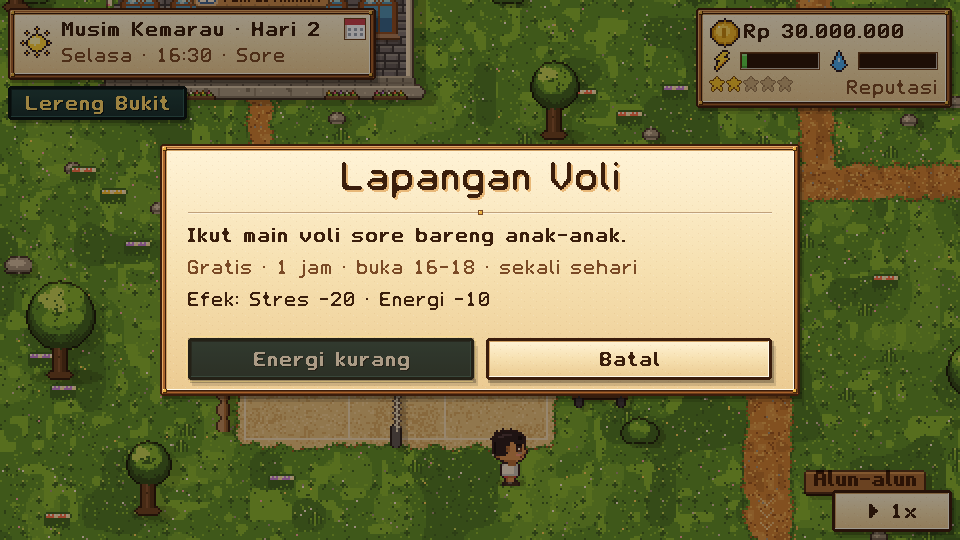 Musim Kemarau · Hari 2
Selasa · 16:30 · Sore
Rp 30.000.000
Reputasi
Lereng Bukit
Lapangan Voli
Ikut main voli sore bareng anak-anak.
Gratis · 1 jam · buka 16-18 · sekali sehari
Efek: Stres -20 · Energi -10
Energi kurang
Batal
Alun-alun
1x